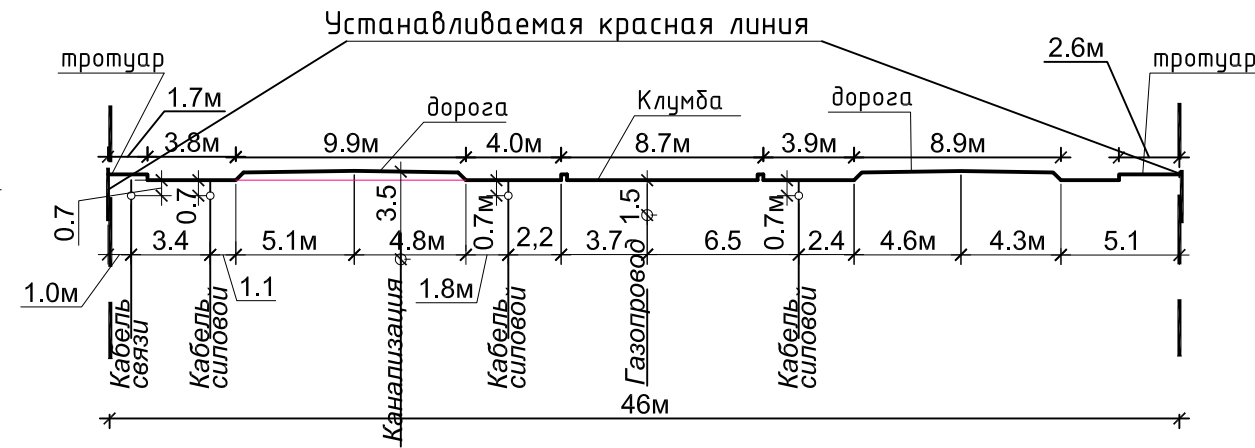 Устанавливаемая красная линия
тротуар
2.6м
тротуар
1.7м
дорога
Клумба
дорога
3.8м
9.9м
4.0м
8.7м
3.9м
8.9м
0.7
0.7
3.5
0.7м
1.5
0.7м
3.4
5.1м
4.8м
2,2
3.7
6.5
2.4
4.6м
4.3м
5.1
1.0м
1.1
1.8м
Кабель
связи
Кабель
силовой
Канализация
Кабель
силовой
Газопровод
Кабель
силовой
46м